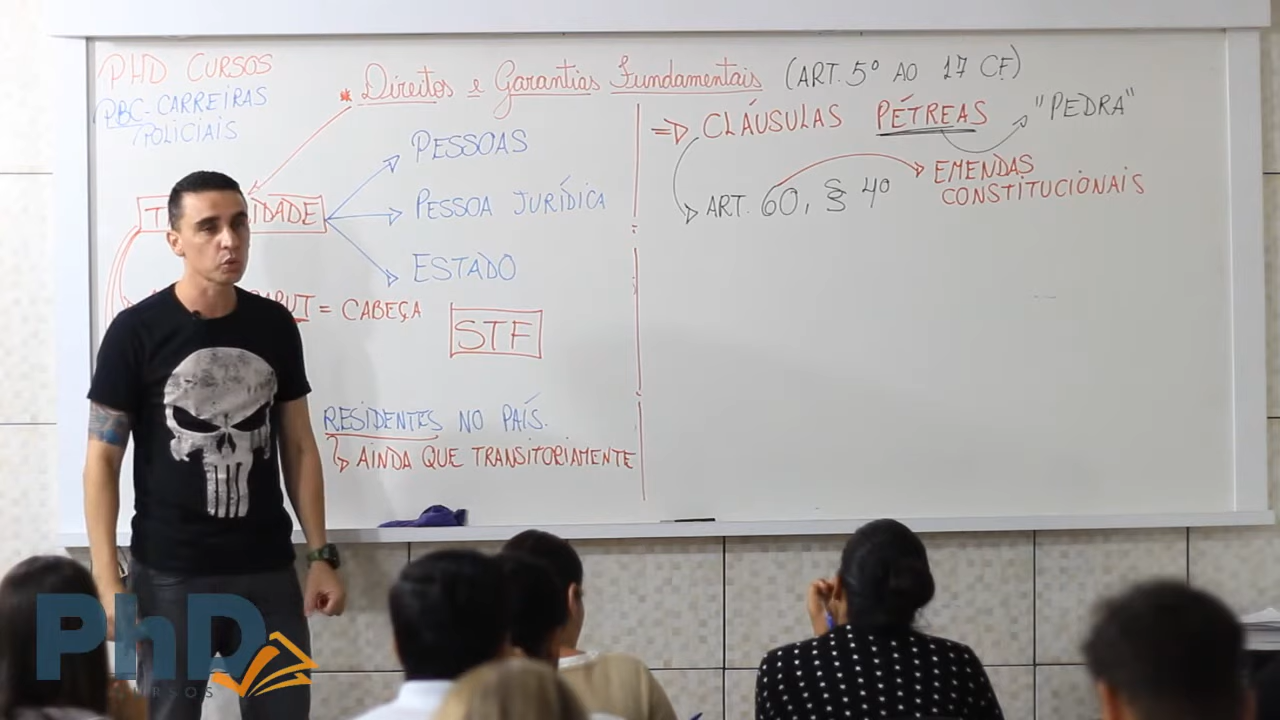 PHD CURSOS
PBC-CARREIRAS
POLICIAIS
* Direitos e Garantias Fundamentais (ART. 5º AO 17 CF)
PESSOAS
PESSOA JURÍDICA
ESTADO
= CABEÇA
STF
RESIDENTES NO PAÍS.
AINDA QUE TRANSITORIAMENTE
=> CLÁUSULAS PÉTREAS
"PEDRA"
ART. 60, § 4º
EMENDAS
CONSTITUCIONAIS
PhD
CURSOS